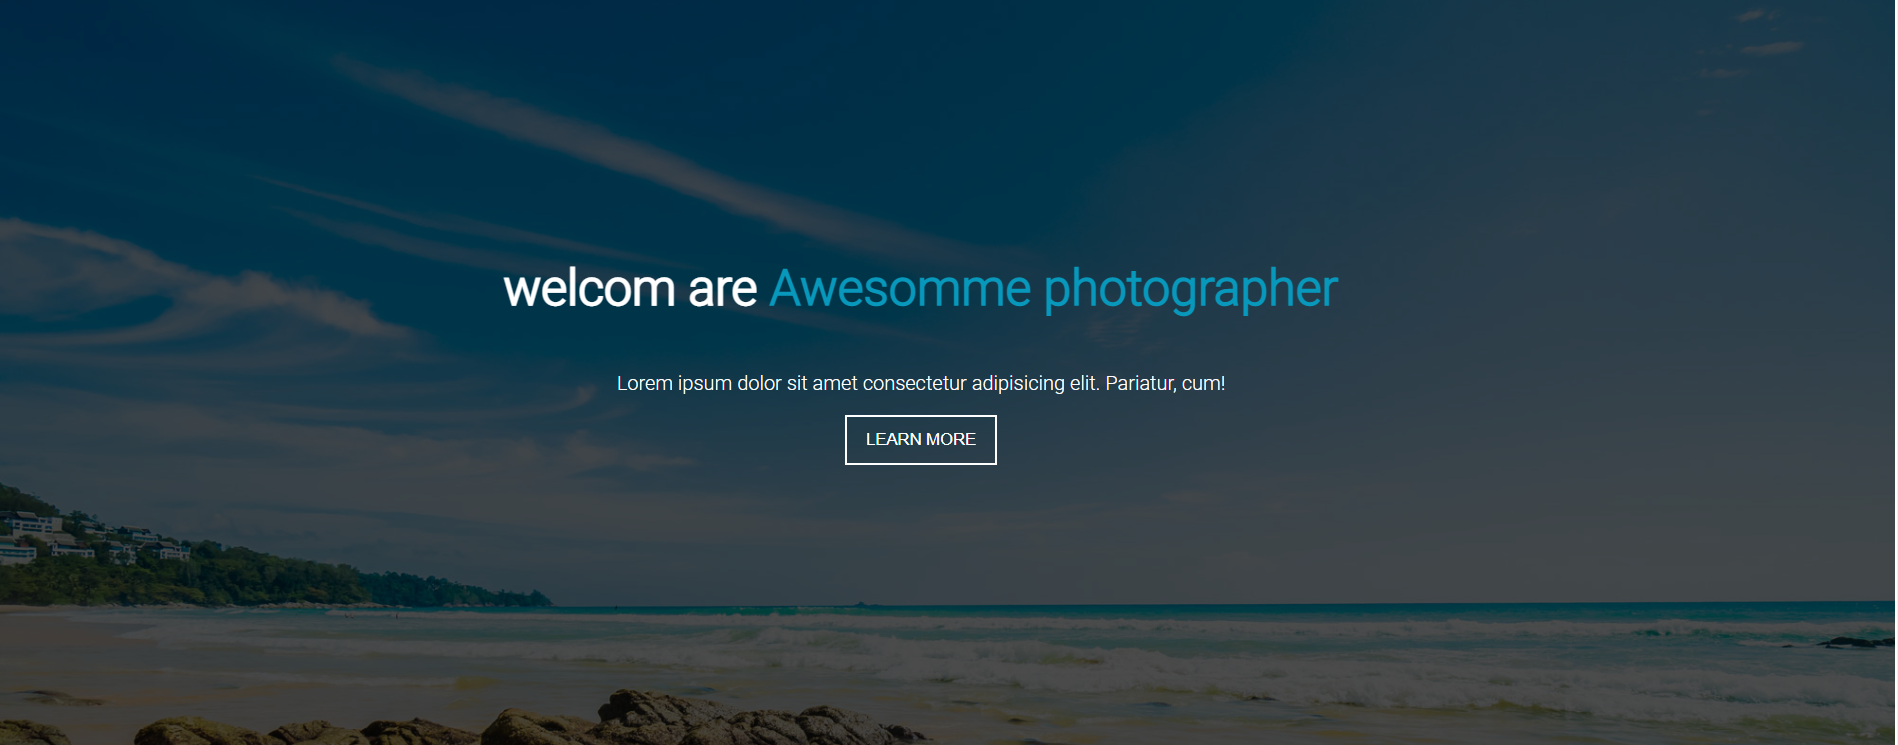 welcom are Awesomme photographer
Lorem ipsum dolor sit amet consectetur adipisicing elit. Pariatur, cum!
LEARN MORE